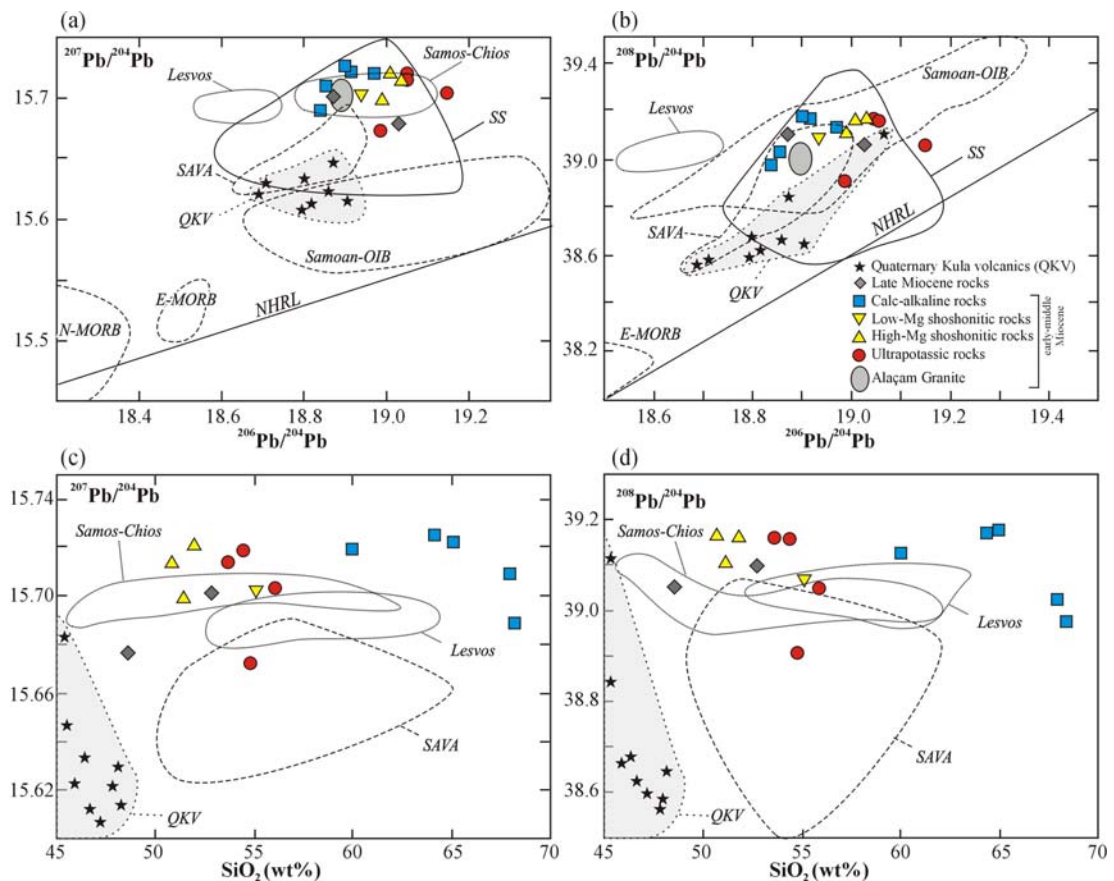 (a)
²⁰⁷Pb/²⁰⁴Pb
Lesvos
Samos-Chios
15.7
SS
SAVA
15.6
QKV
Samoan-OIB
E-MORB
NHRL
N-MORB
15.5
18.4 18.6 18.8 19.0 19.2
²⁰⁶Pb/²⁰⁴Pb
(b)
²⁰⁸Pb/²⁰⁴Pb
39.4
Samoan-OIB
Lesvos
39.0
SS
NHRL
SAVA
38.6
QKV
Quaternary Kula volcanics (QKV)
Late Miocene rocks
Calc-alkaline rocks
Low-Mg shoshonitic rocks
High-Mg shoshonitic rocks
Ultrapotassic rocks
Alaçam Granite
early-middle
Miocene
E-MORB
38.2
18.6 18.8 19.0 19.2 19.4
²⁰⁶Pb/²⁰⁴Pb
(c)
15.74
²⁰⁷Pb/²⁰⁴Pb
Samos-Chios
15.70
Lesvos
15.66
SAVA
15.62
QKV
45 50 55 60 65 70
SiO₂ (wt%)
(d)
²⁰⁸Pb/²⁰⁴Pb
39.2
Samos-Chios
39.0
Lesvos
38.8
SAVA
38.6
QKV
45 50 55 60 65 70
SiO₂ (wt%)